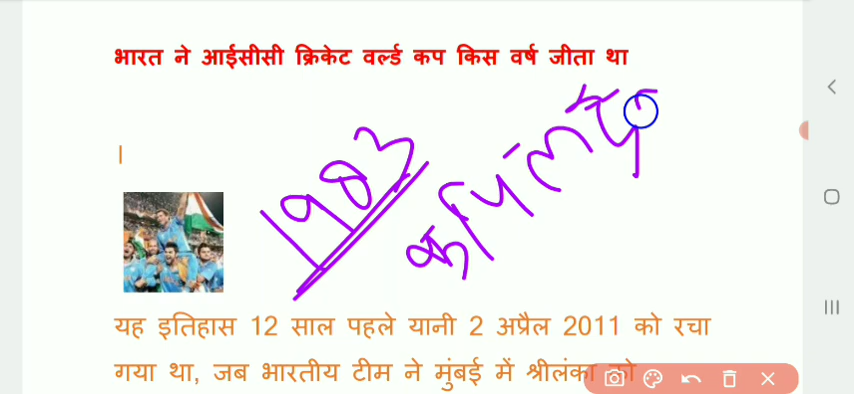 भारत ने आईसीसी क्रिकेट वर्ल्ड कप किस वर्ष जीता था
।
1983
कपिल देव
यह इतिहास 12 साल पहले यानी 2 अप्रैल 2011 को रचा
गया था, जब भारतीय टीम ने मुंबई में श्रीलंका को